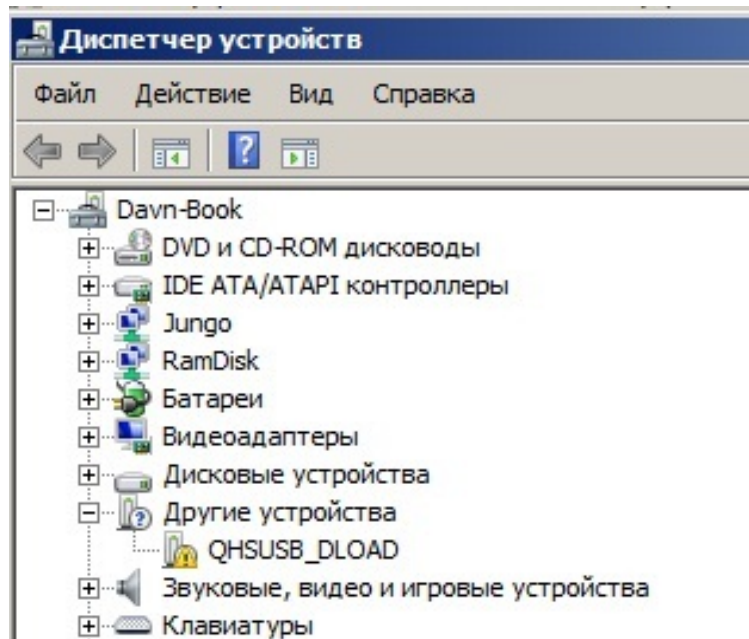 Диспетчер устройств
Файл Действие Вид Справка
Davn-Book
DVD и CD-ROM дисководы
IDE ATA/ATAPI контроллеры
Jungo
RamDisk
Батареи
Видеоадаптеры
Дисковые устройства
Другие устройства
QHSUSB_DLOAD
Звуковые, видео и игровые устройства
Клавиатуры